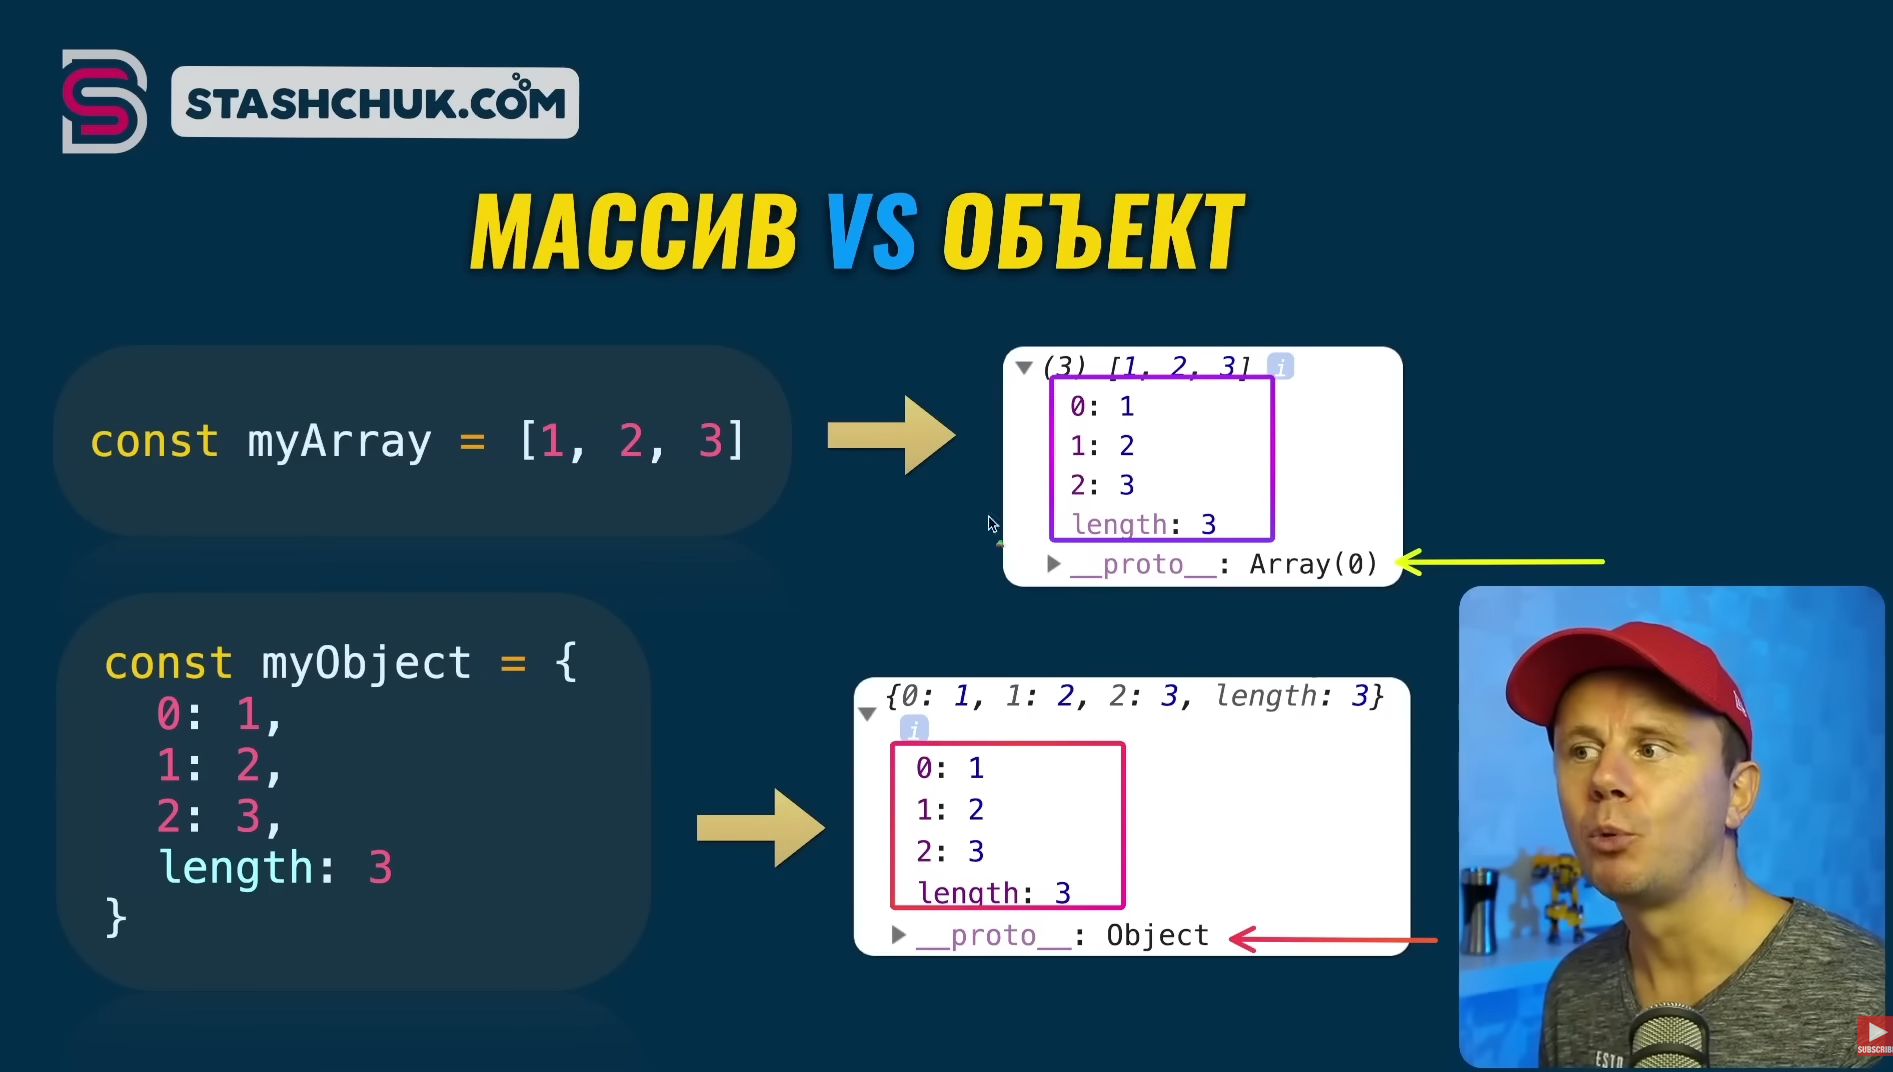 STASHCHUK.COM
МАССИВ VS ОБЪЕКТ
const myArray = [1, 2, 3]
(3) [1, 2, 3] i
0: 1
1: 2
2: 3
length: 3
__proto__: Array(0)
const myObject = {
0: 1,
1: 2,
2: 3,
length: 3
}
{0: 1, 1: 2, 2: 3, length: 3}
i
0: 1
1: 2
2: 3
length: 3
__proto__: Object
ESTD
SUBSCRIBE